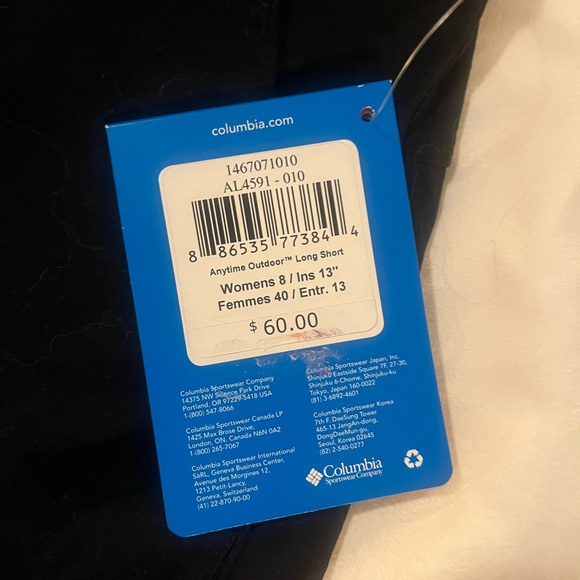 columbia.com
1467071010
AL4591 - 010
8 86535 77384 4
Anytime Outdoor™ Long Short
Womens 8 / Ins 13"
Femmes 40 / Entr. 13
$ 60.00
Columbia Sportswear Company
14375 NW Science Park Drive
Portland, OR 97229-5418 USA
1-(800) 547-8066
Columbia Sportswear Canada LP
1425 Max Brose Drive,
London, ON, Canada N6N 0A2
1-(800) 265-7067
Columbia Sportswear International
SàRL, Geneva Business Center,
Avenue des Morgines 12,
1213 Petit-Lancy,
Geneva, Switzerland
(41) 22-870-90-00
Columbia Sportswear Japan, Inc.
Shinjuku Eastside Square 7F, 27-30,
Shinjuku 6-Chome, Shinjuku-ku
Tokyo, Japan 160-0022
(81) 3-6892-4601
Columbia Sportswear Korea
7th F. DaeSung Tower
465-13 JangAn-dong,
DongDaeMun-gu,
Seoul, Korea 02645
(82) 2-540-0277
Columbia
Sportswear Company